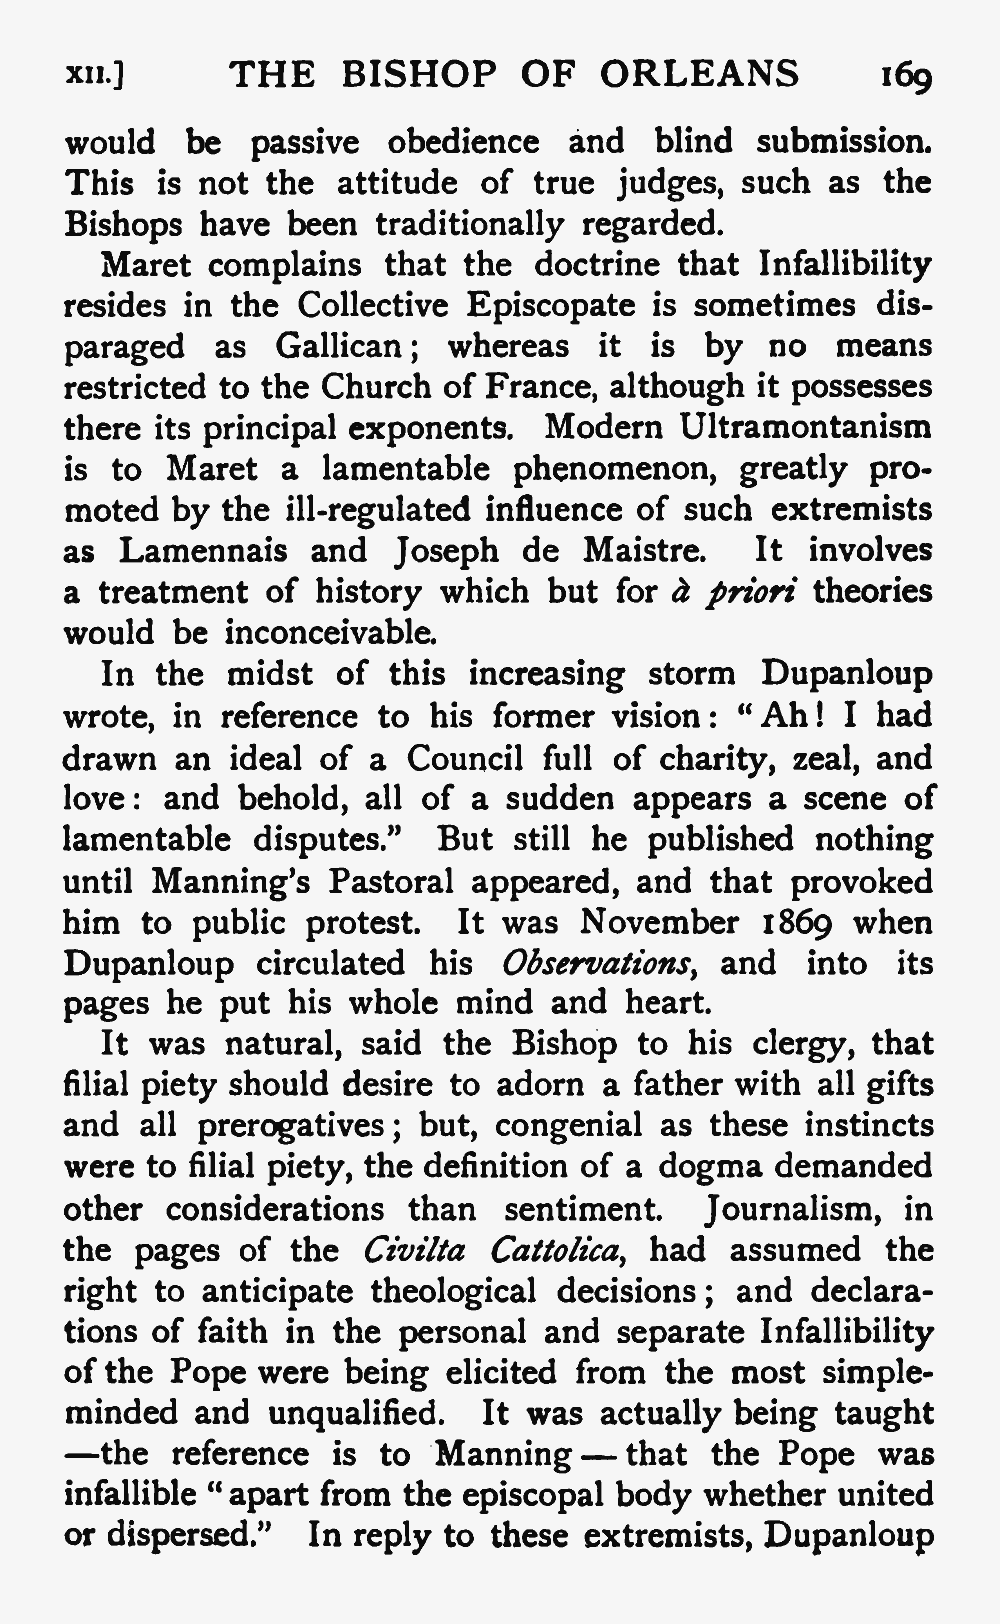 XII.] THE BISHOP OF ORLEANS 169
would be passive obedience and blind submission.
This is not the attitude of true judges, such as the
Bishops have been traditionally regarded.
Maret complains that the doctrine that Infallibility
resides in the Collective Episcopate is sometimes dis-
paraged as Gallican; whereas it is by no means
restricted to the Church of France, although it possesses
there its principal exponents. Modern Ultramontanism
is to Maret a lamentable phenomenon, greatly pro-
moted by the ill-regulated influence of such extremists
as Lamennais and Joseph de Maistre. It involves
a treatment of history which but for à priori theories
would be inconceivable.
In the midst of this increasing storm Dupanloup
wrote, in reference to his former vision: “Ah! I had
drawn an ideal of a Council full of charity, zeal, and
love: and behold, all of a sudden appears a scene of
lamentable disputes.” But still he published nothing
until Manning's Pastoral appeared, and that provoked
him to public protest. It was November 1869 when
Dupanloup circulated his Observations, and into its
pages he put his whole mind and heart.
It was natural, said the Bishop to his clergy, that
filial piety should desire to adorn a father with all gifts
and all prerogatives; but, congenial as these instincts
were to filial piety, the definition of a dogma demanded
other considerations than sentiment. Journalism, in
the pages of the Civilta Cattolica, had assumed the
right to anticipate theological decisions; and declara-
tions of faith in the personal and separate Infallibility
of the Pope were being elicited from the most simple-
minded and unqualified. It was actually being taught
—the reference is to Manning—that the Pope was
infallible “apart from the episcopal body whether united
or dispersed.” In reply to these extremists, Dupanloup